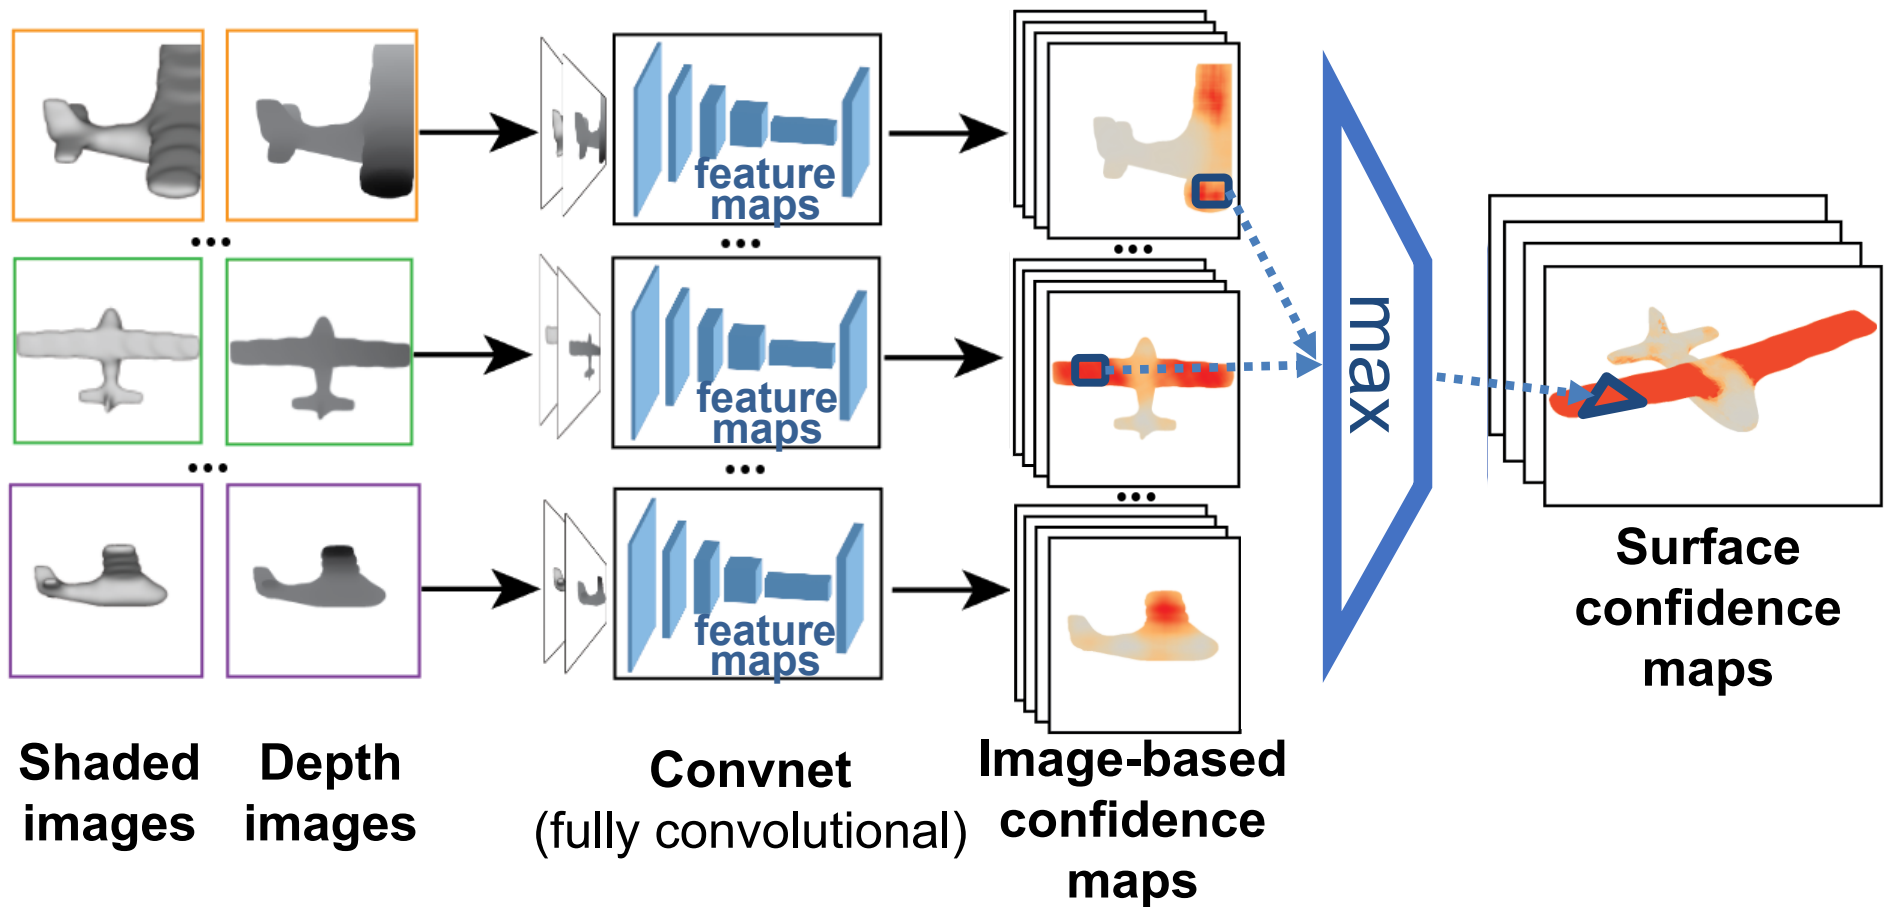 feature
maps
feature
maps
feature
maps
max
Shaded
images
Depth
images
Convnet
(fully convolutional)
Image-based
confidence
maps
Surface
confidence
maps